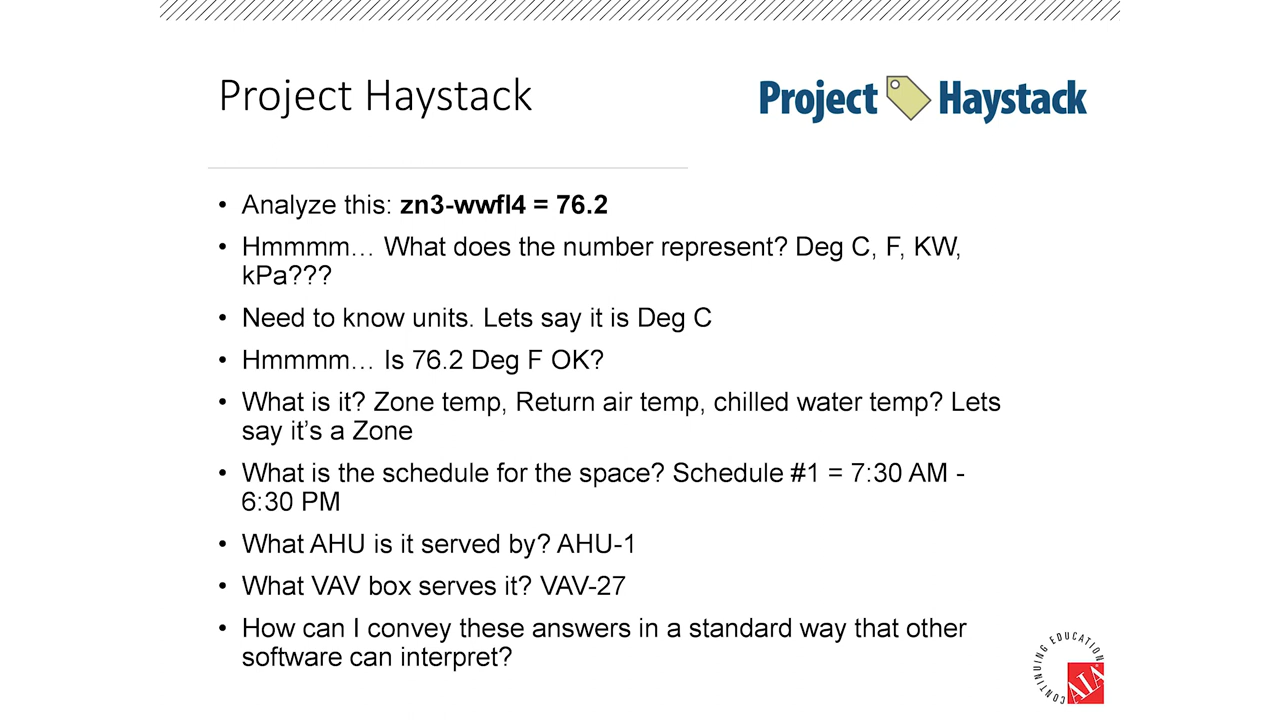 Project Haystack
Project Haystack
• Analyze this: zn3-wwfl4 = 76.2
• Hmmmm… What does the number represent? Deg C, F, KW,
kPa???
• Need to know units. Lets say it is Deg C
• Hmmmm… Is 76.2 Deg F OK?
• What is it? Zone temp, Return air temp, chilled water temp? Lets
say it’s a Zone
• What is the schedule for the space? Schedule #1 = 7:30 AM -
6:30 PM
• What AHU is it served by? AHU-1
• What VAV box serves it? VAV-27
• How can I convey these answers in a standard way that other
software can interpret?
CONTINUING EDUCATION
AIA